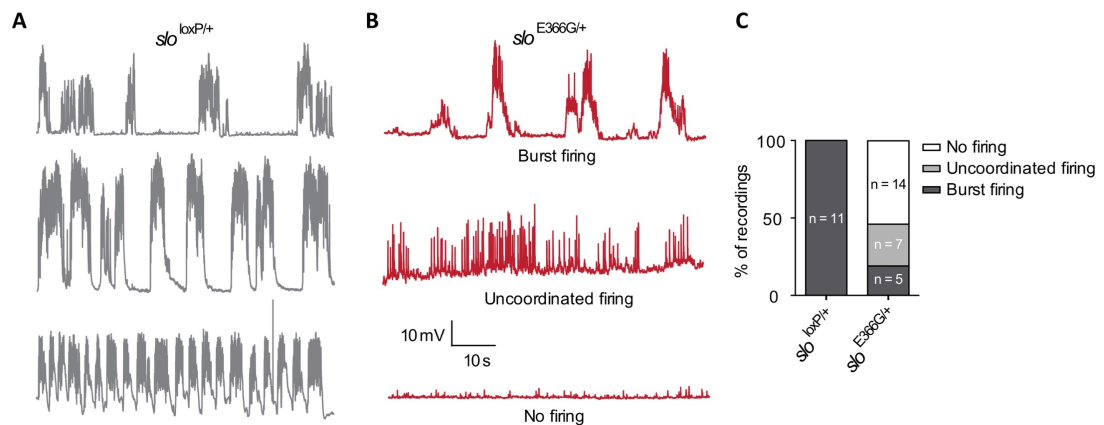 A
slo loxP/+
B
slo E366G/+
Burst firing
Uncoordinated firing
10 mV
10 s
No firing
C
100
50
0
% of recordings
n = 11
n = 14
n = 7
n = 5
slo loxP/+
slo E366G/+
No firing
Uncoordinated firing
Burst firing